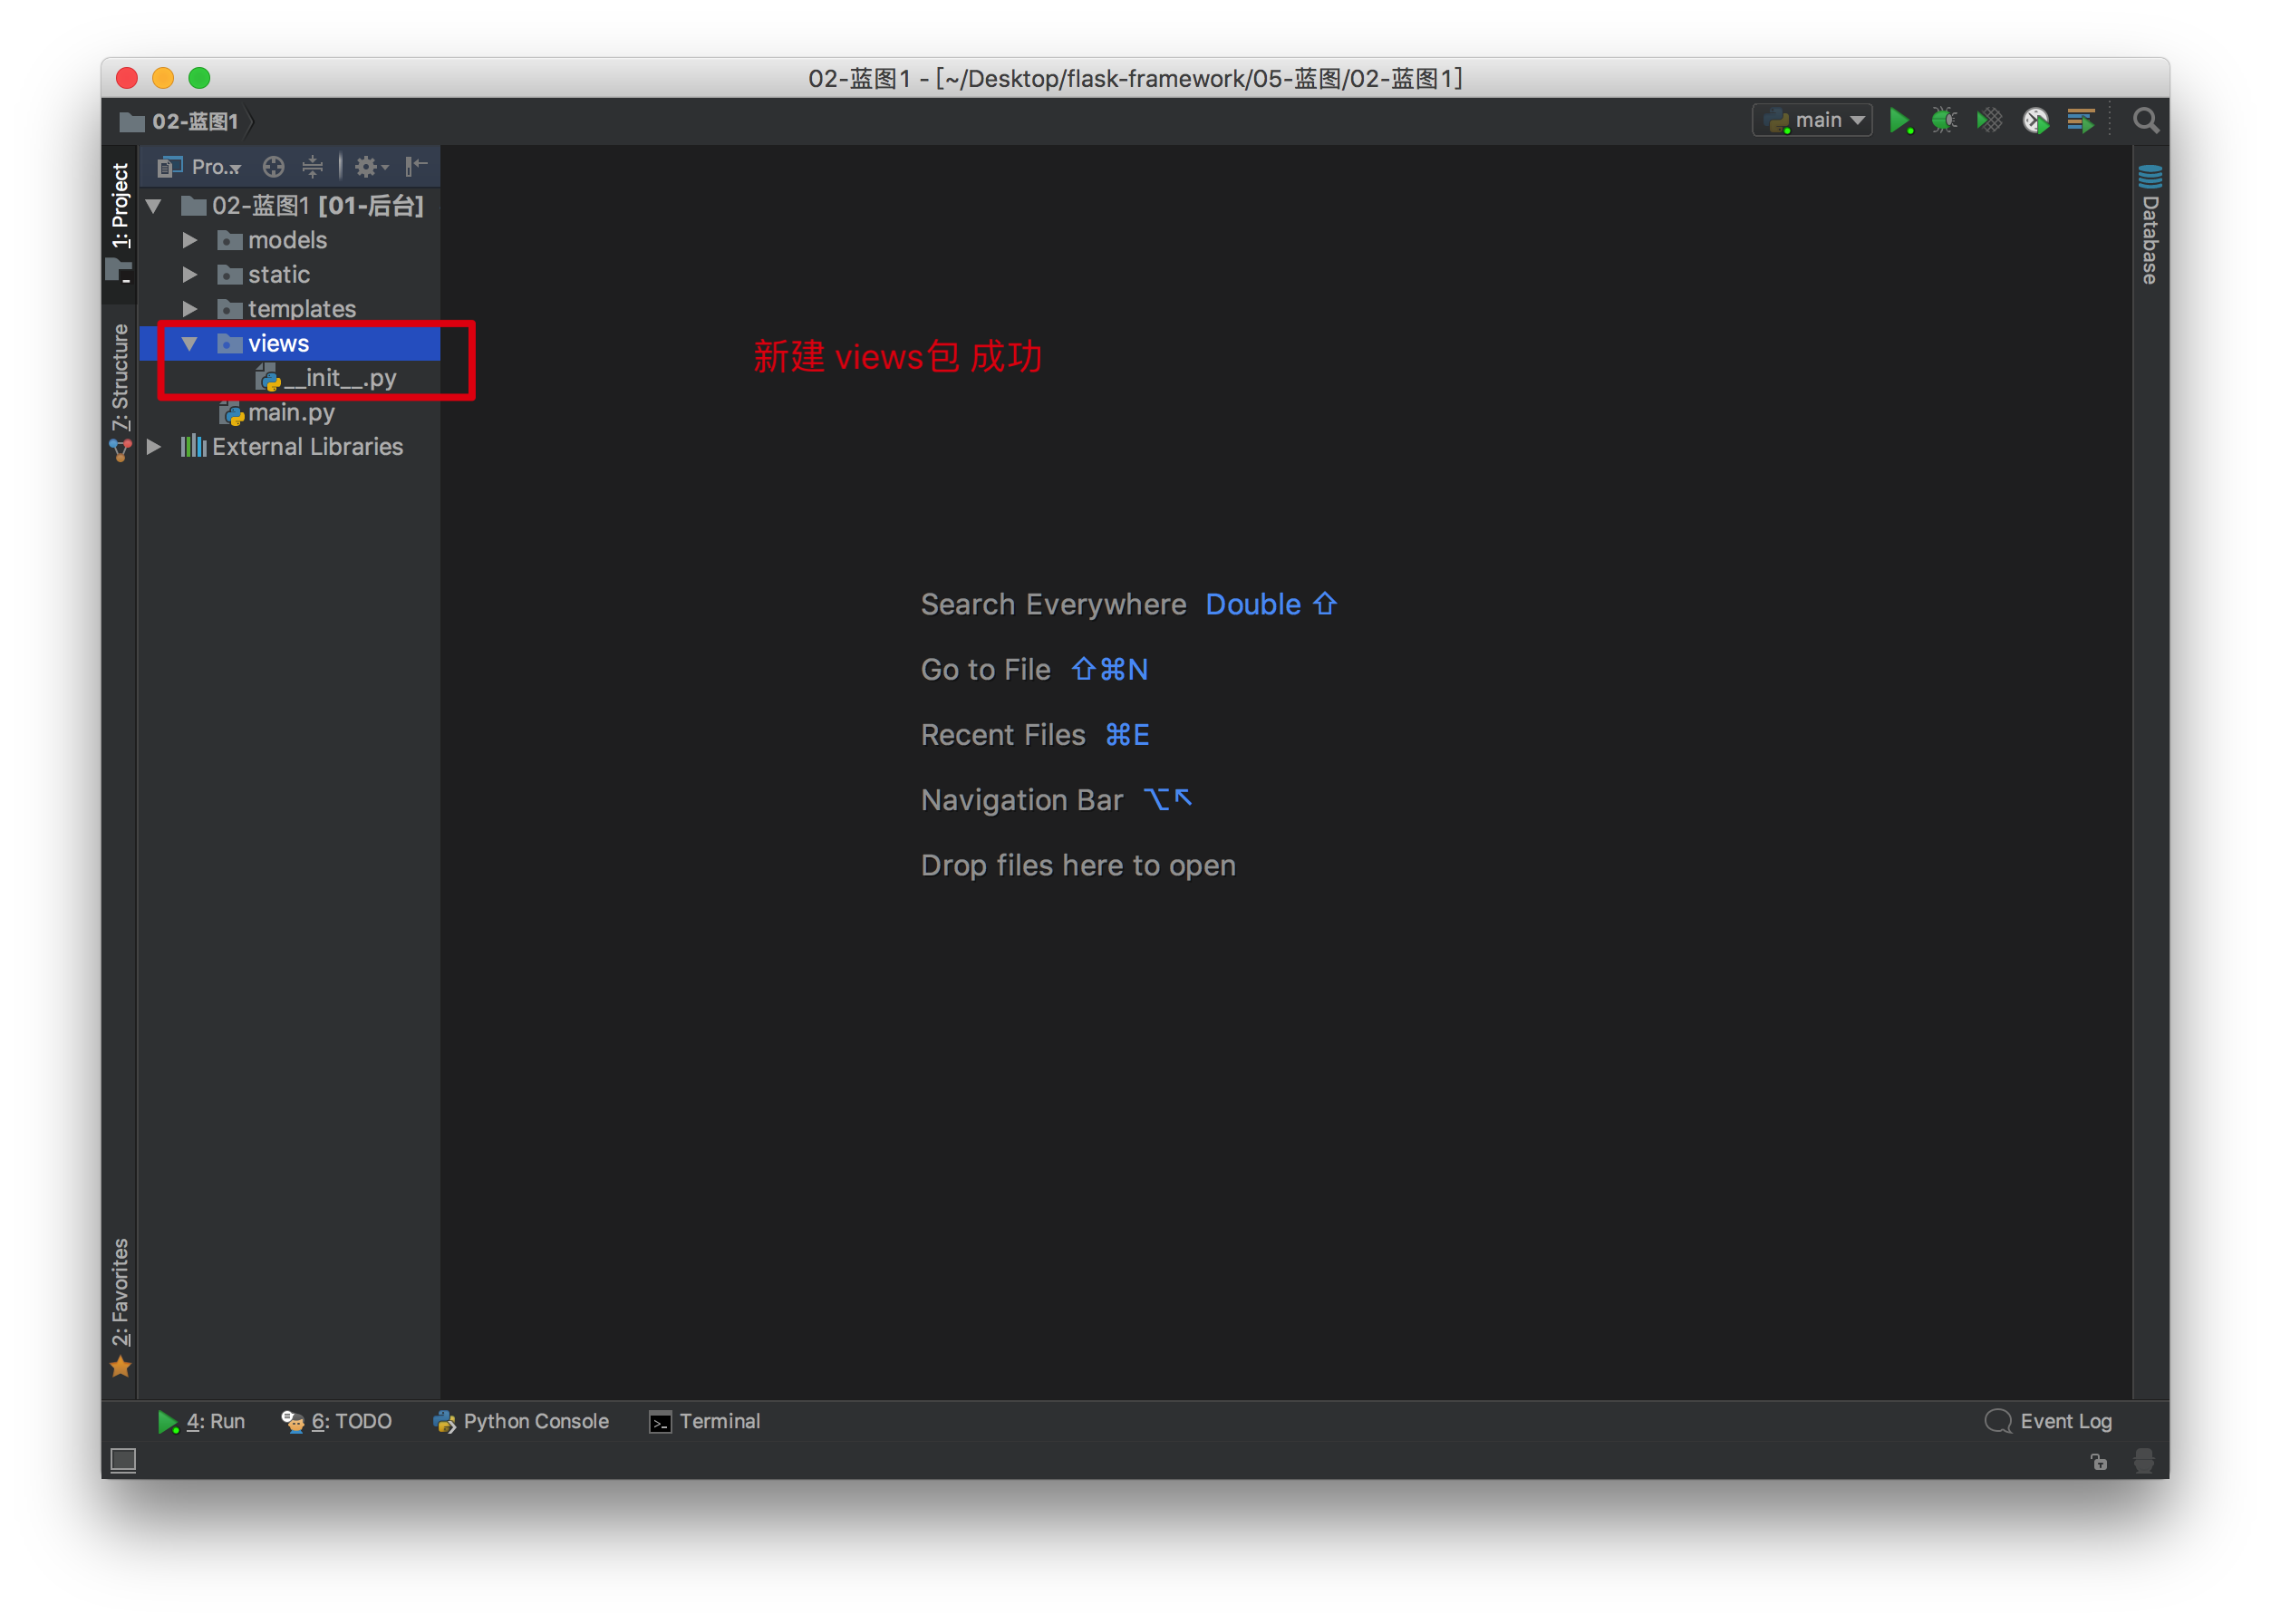 02-蓝图1 - [~/Desktop/flask-framework/05-蓝图/02-蓝图1]
02-蓝图1
main
1: Project
Pro...
02-蓝图1 [01-后台]
models
static
templates
views
__init__.py
main.py
External Libraries
7: Structure
2: Favorites
新建 views包 成功
Search Everywhere Double ⇧
Go to File ⇧⌘N
Recent Files ⌘E
Navigation Bar ⌥↖
Drop files here to open
Database
4: Run
6: TODO
Python Console
Terminal
Event Log